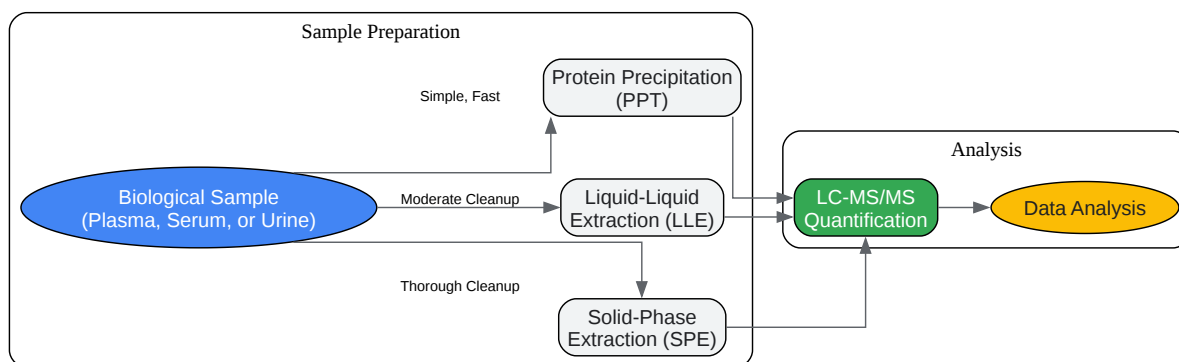 Sample Preparation
Protein Precipitation
(PPT)
Simple, Fast
Analysis
Biological Sample
(Plasma, Serum, or Urine)
Moderate Cleanup
Liquid-Liquid
Extraction (LLE)
LC-MS/MS
Quantification
Data Analysis
Thorough Cleanup
Solid-Phase
Extraction (SPE)